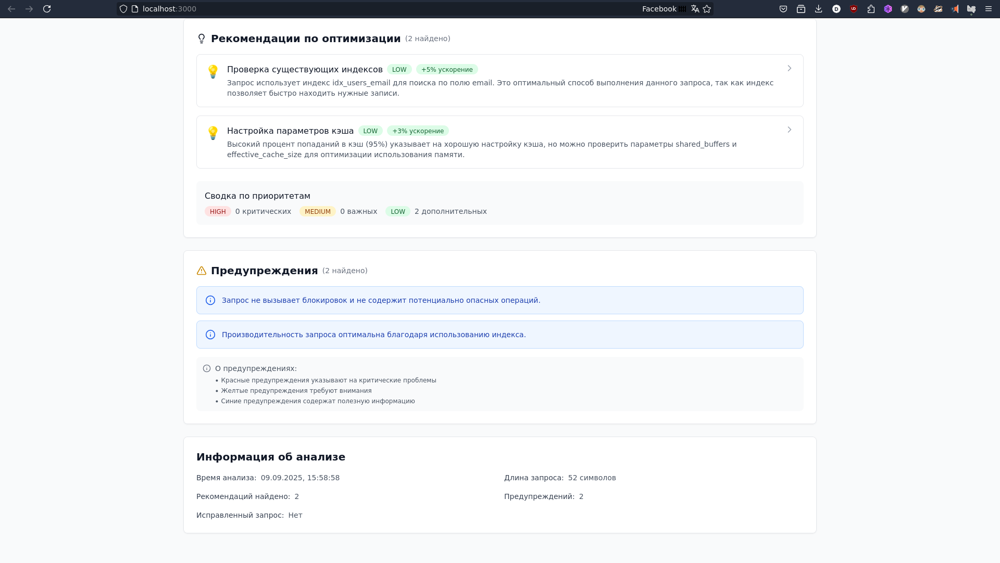 localhost:3000
Facebook
Рекомендации по оптимизации (2 найдено)
Проверка существующих индексов LOW +5% ускорение
Запрос использует индекс idx_users_email для поиска по полю email. Это оптимальный способ выполнения данного запроса, так как индекс
позволяет быстро находить нужные записи.
Настройка параметров кэша LOW +3% ускорение
Высокий процент попаданий в кэш (95%) указывает на хорошую настройку кэша, но можно проверить параметры shared_buffers и
effective_cache_size для оптимизации использования памяти.
Сводка по приоритетам
HIGH 0 критических MEDIUM 0 важных LOW 2 дополнительных
Предупреждения (2 найдено)
Запрос не вызывает блокировок и не содержит потенциально опасных операций.
Производительность запроса оптимальна благодаря использованию индекса.
О предупреждениях:
• Красные предупреждения указывают на критические проблемы
• Желтые предупреждения требуют внимания
• Синие предупреждения содержат полезную информацию
Информация об анализе
Время анализа: 09.09.2025, 15:58:58
Длина запроса: 52 символов
Рекомендаций найдено: 2
Предупреждений: 2
Исправленный запрос: Нет